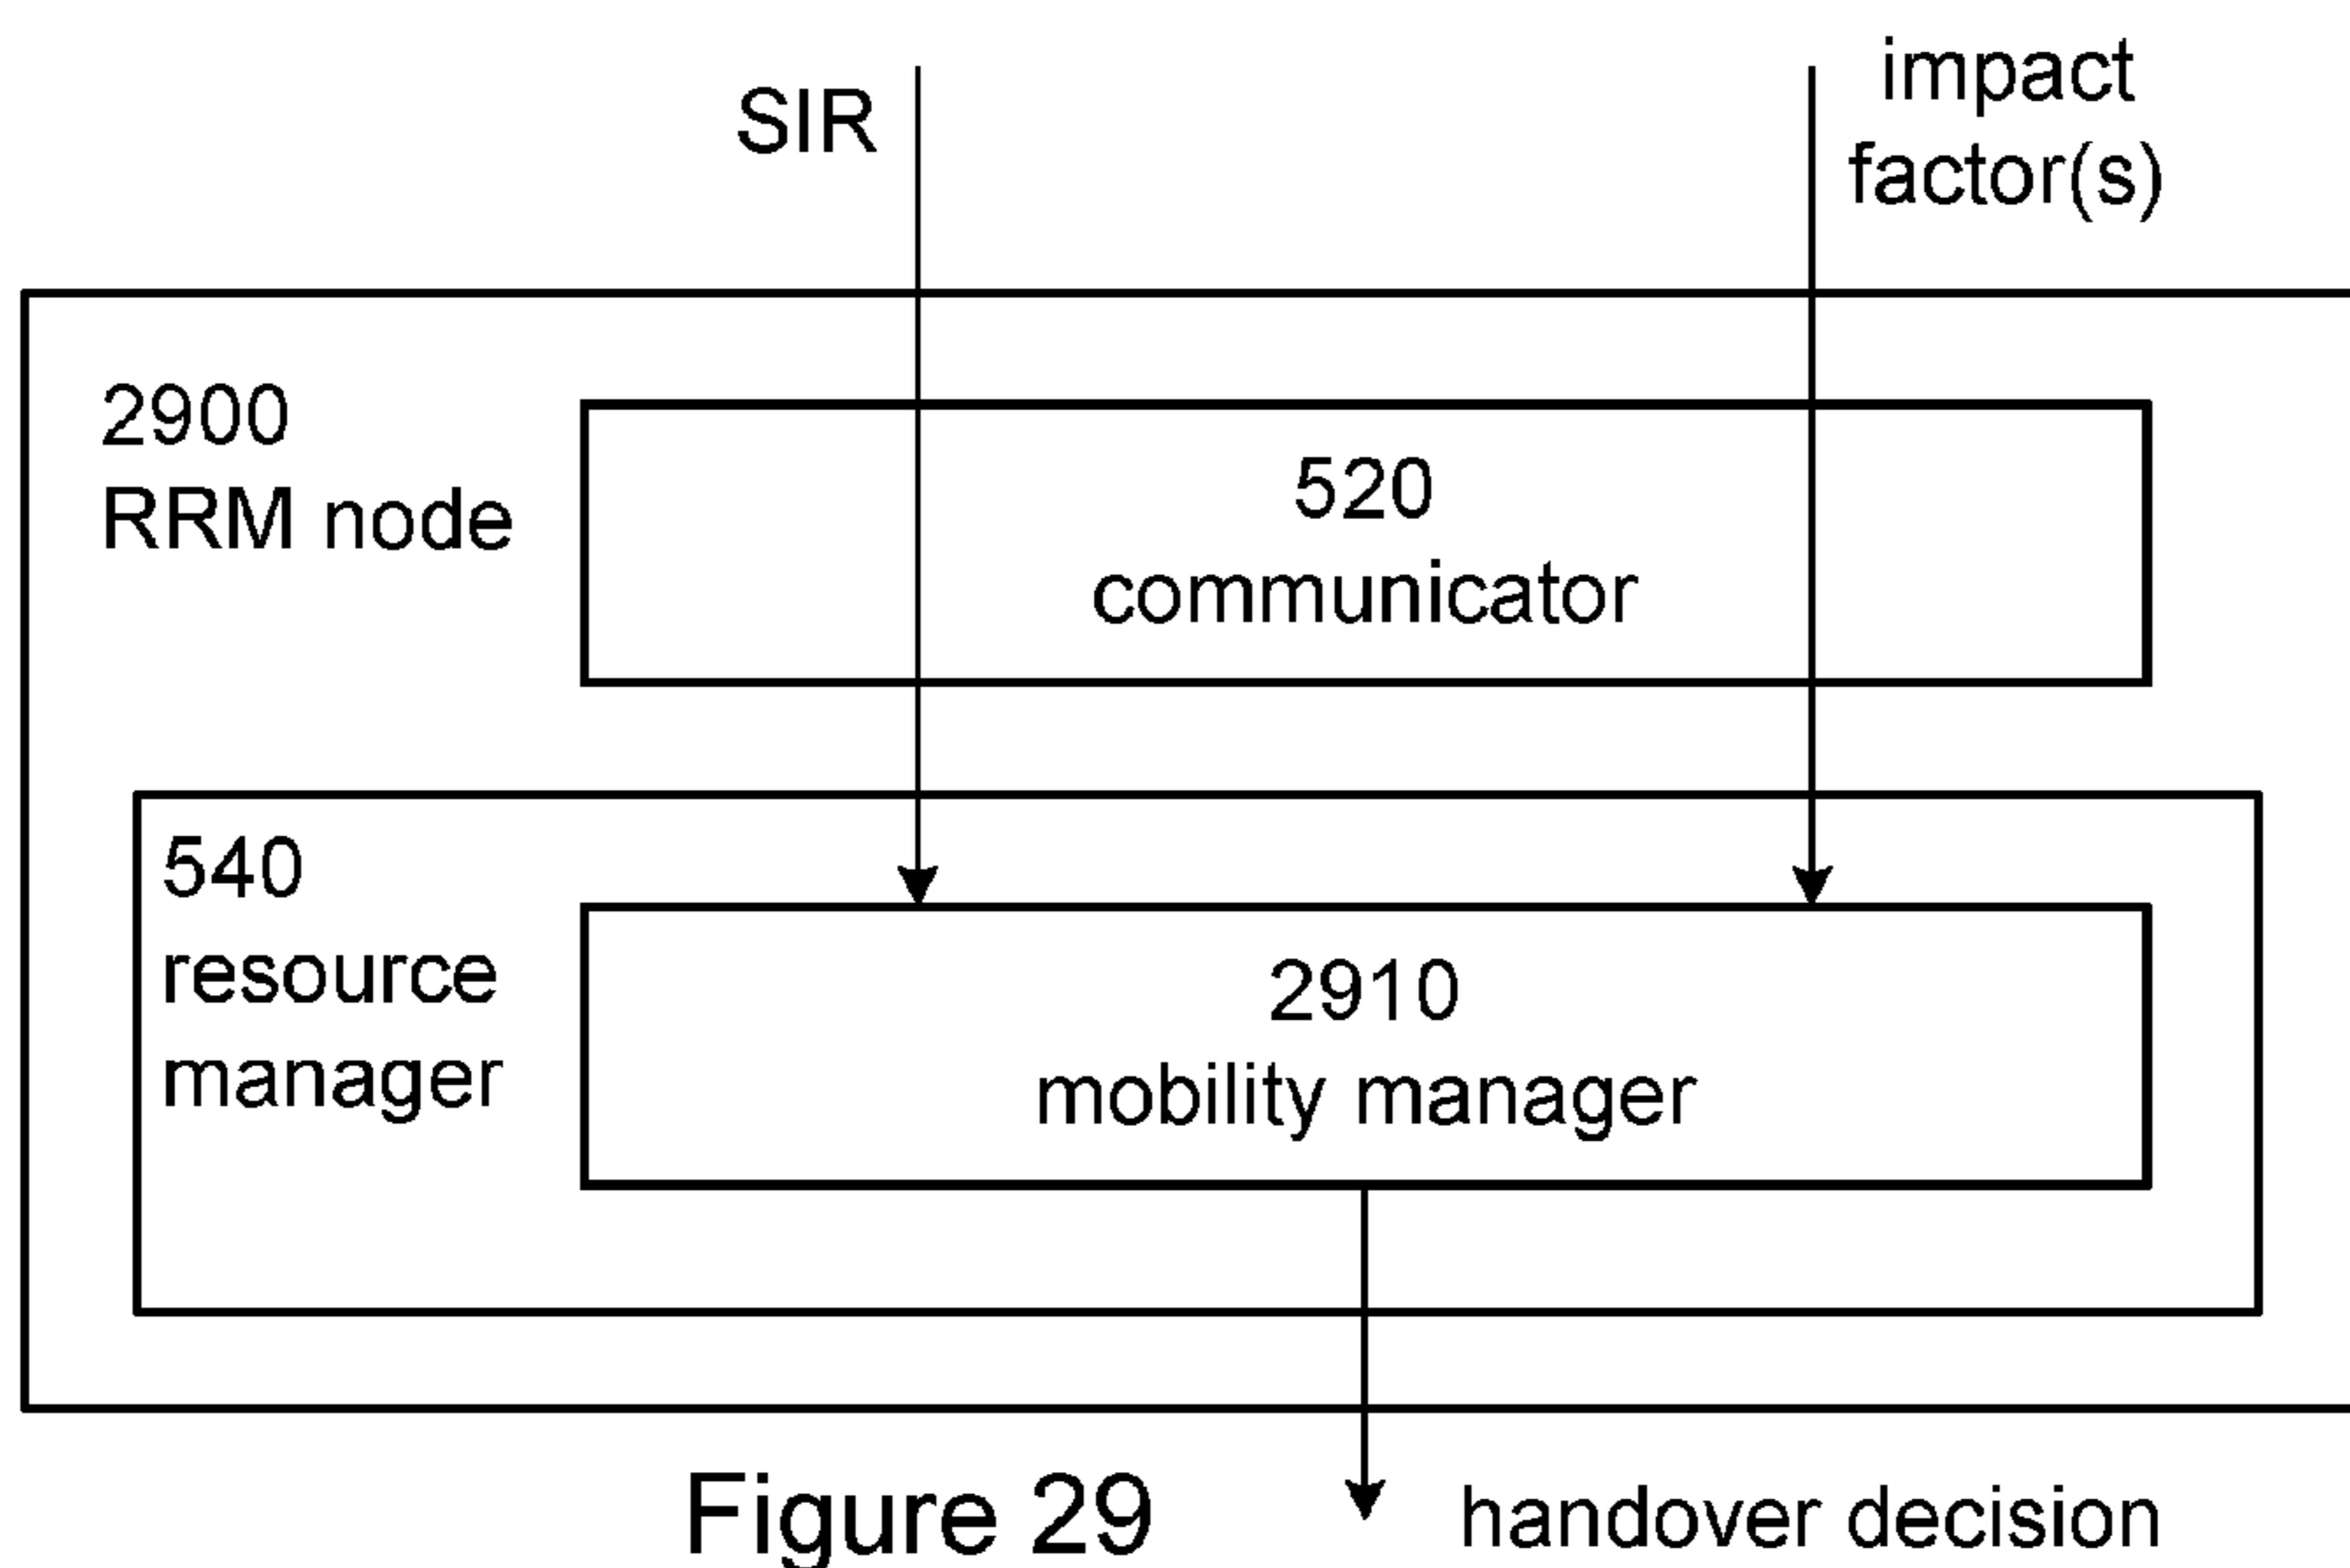 SIR
impact
factor(s)
2900
RRM node
520
communicator
540
resource
manager
2910
mobility manager
Figure 29
handover decision